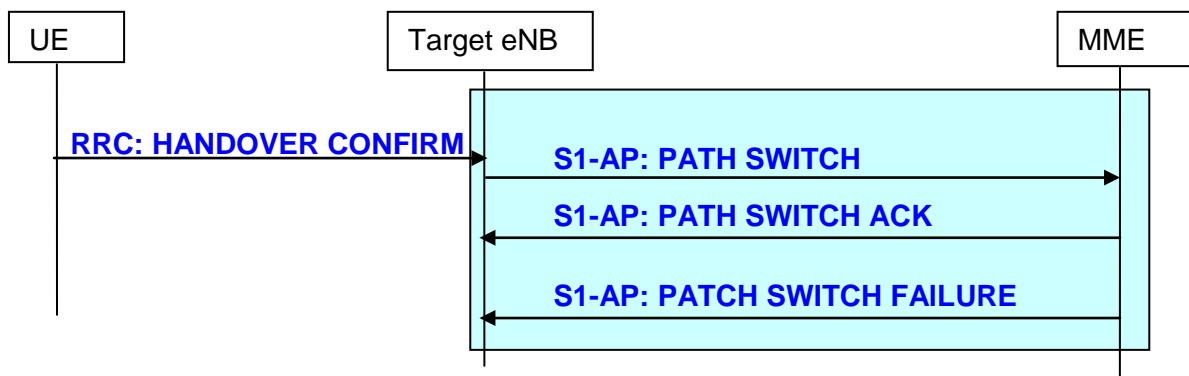 UE
Target eNB
MME
RRC: HANDOVER CONFIRM
S1-AP: PATH SWITCH
S1-AP: PATH SWITCH ACK
S1-AP: PATCH SWITCH FAILURE